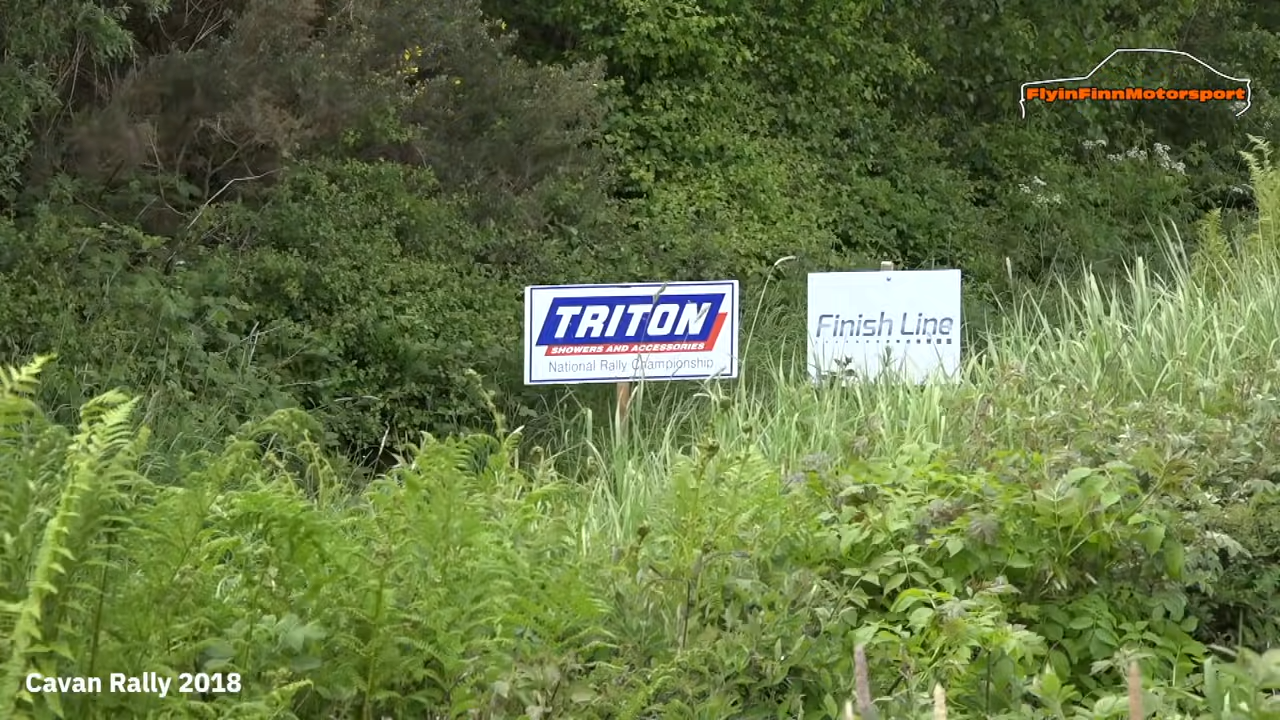 FlyinFinnMotorsport
TRITON
SHOWERS AND ACCESSORIES
National Rally Championship
Finish Line
Cavan Rally 2018